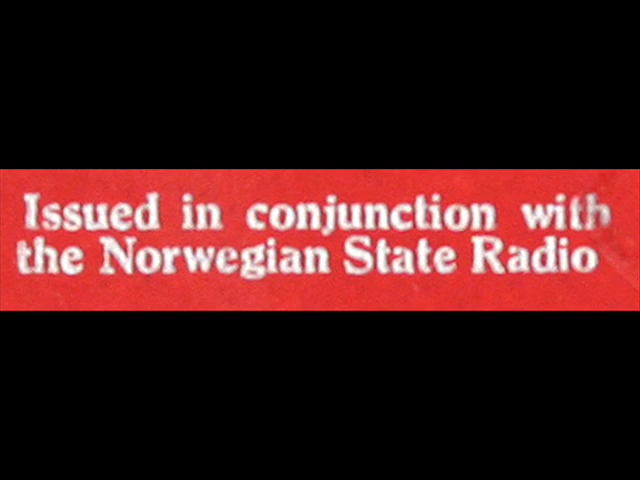 Issued in conjunction with
the Norwegian State Radio